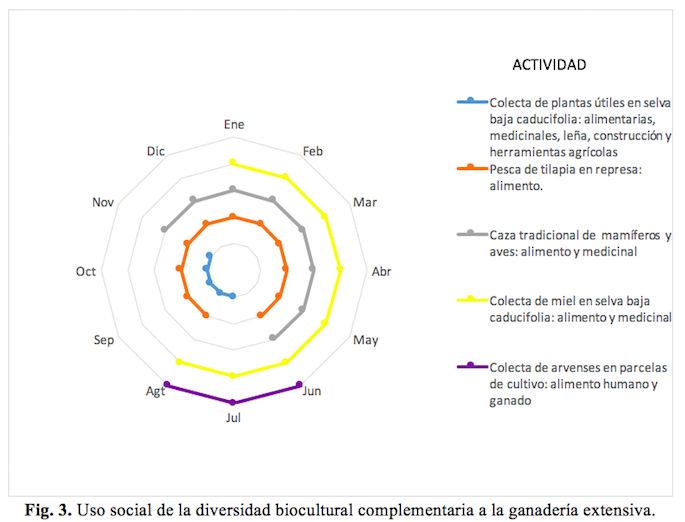 ACTIVIDAD
Colecta de plantas útiles en selva
baja caducifolia: alimentarias,
medicinales, leña, construcción y
herramientas agrícolas
Pesca de tilapia en represa:
alimento.
Caza tradicional de mamíferos y
aves: alimento y medicinal
Colecta de miel en selva baja
caducifolia: alimento y medicinal
Colecta de arvenses en parcelas
de cultivo: alimento humano y
ganado
Ene
Feb
Mar
Abr
May
Jun
Jul
Agt
Sep
Oct
Nov
Dic
Fig. 3. Uso social de la diversidad biocultural complementaria a la ganadería extensiva.